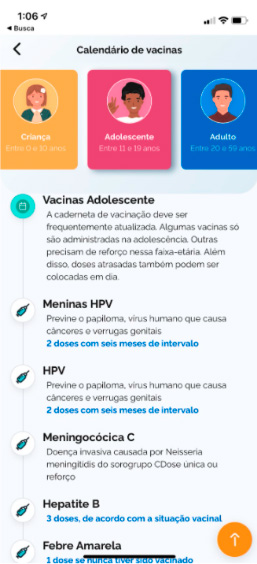 1:06
Busca
Calendário de vacinas
Criança
Entre 0 e 10 anos
Adolescente
Entre 11 e 19 anos
Adulto
Entre 20 e 59 anos
Vacinas Adolescente
A caderneta de vacinação deve ser
frequentemente atualizada. Algumas vacinas só
são administradas na adolescência. Outras
precisam de reforço nessa faixa-etária. Além
disso, doses atrasadas também podem ser
colocadas em dia.
Meninas HPV
Previne o papiloma, vírus humano que causa
cânceres e verrugas genitais
2 doses com seis meses de intervalo
HPV
Previne o papiloma, vírus humano que causa
cânceres e verrugas genitais
2 doses com seis meses de intervalo
Meningocócica C
Doença invasiva causada por Neisseria
meningitidis do sorogrupo CDose única ou
reforço
Hepatite B
3 doses, de acordo com a situação vacinal
Febre Amarela
1 dose se nunca tiver sido vacinado